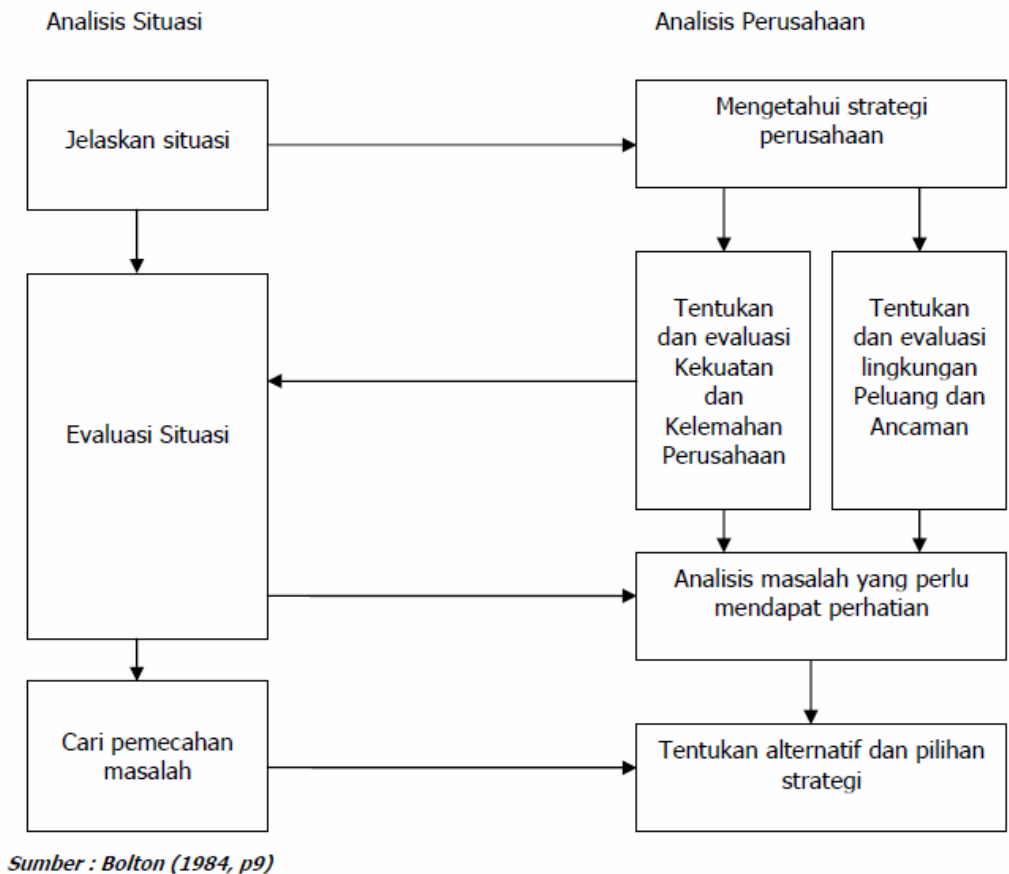 Analisis Situasi
Analisis Perusahaan
Jelaskan situasi
Mengetahui strategi
perusahaan
Evaluasi Situasi
Tentukan
dan evaluasi
Kekuatan
dan
Kelemahan
Perusahaan
Tentukan
dan evaluasi
lingkungan
Peluang dan
Ancaman
Analisis masalah yang perlu
mendapat perhatian
Cari pemecahan
masalah
Tentukan alternatif dan pilihan
strategi
Sumber : Bolton (1984, p9)